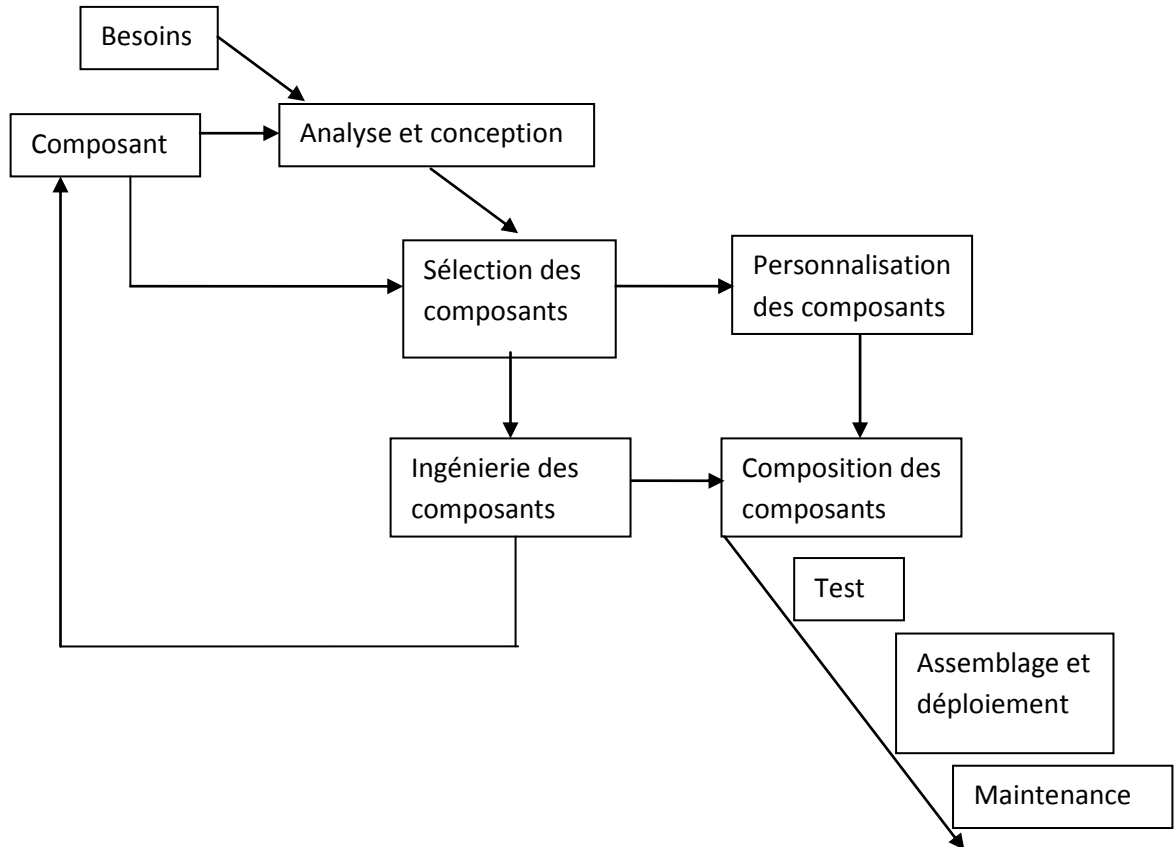 Besoins
Analyse et conception
Composant
Sélection des
composants
Personnalisation
des composants
Ingénierie des
composants
Composition des
composants
Test
Assemblage et
déploiement
Maintenance